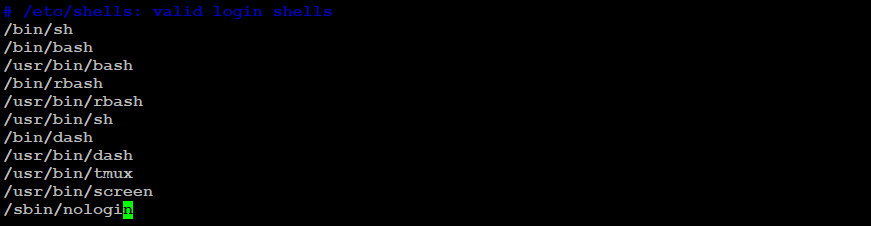 # /etc/shells: valid login shells
/bin/sh
/bin/bash
/usr/bin/bash
/bin/rbash
/usr/bin/rbash
/usr/bin/sh
/bin/dash
/usr/bin/dash
/usr/bin/tmux
/usr/bin/screen
/sbin/nologin